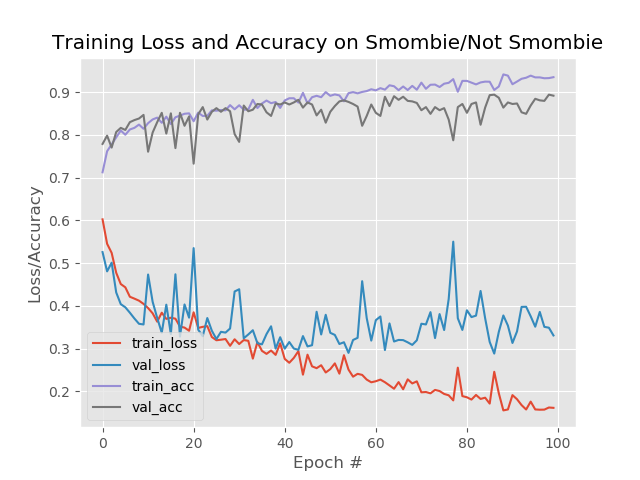 Training Loss and Accuracy on Smombie/Not Smombie
Loss/Accuracy
0.9
0.8
0.7
0.6
0.5
0.4
0.3
0.2
train_loss
val_loss
train_acc
val_acc
0 20 40 60 80 100
Epoch #